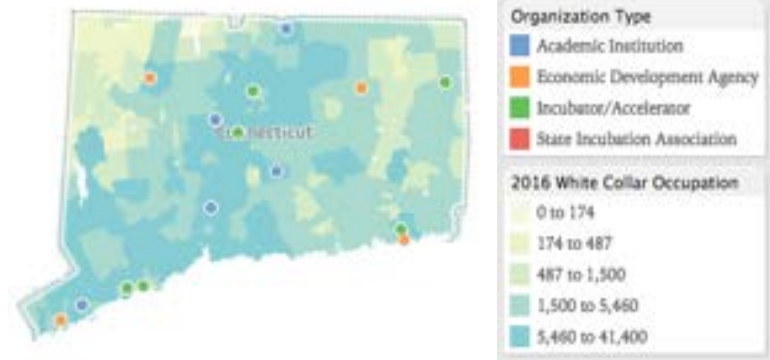 Connecticut
Organization Type
Academic Institution
Economic Development Agency
Incubator/Accelerator
State Incubation Association
2016 White Collar Occupation
0 to 174
174 to 487
487 to 1,500
1,500 to 5,460
5,460 to 41,400